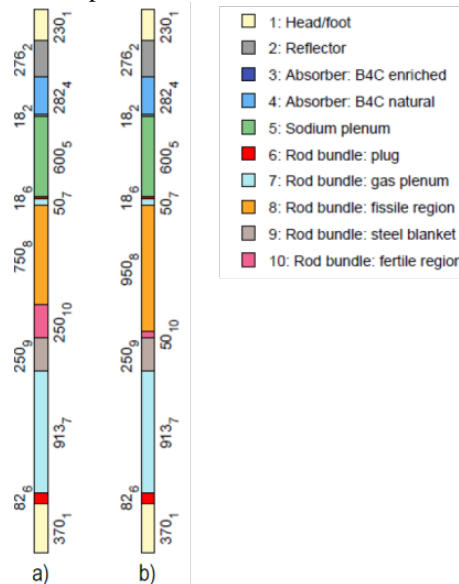 230₁
276₂
282₄
18₂
600₅
18₆
50₇
750₈
250₁₀
250₉
913₇
82₆
370₁
a)
230₁
276₂
282₄
18₂
600₅
18₆
50₇
950₈
50₁₀
250₉
913₇
82₆
370₁
b)
1: Head/foot
2: Reflector
3: Absorber: B4C enriched
4: Absorber: B4C natural
5: Sodium plenum
6: Rod bundle: plug
7: Rod bundle: gas plenum
8: Rod bundle: fissile region
9: Rod bundle: steel blanket
10: Rod bundle: fertile region